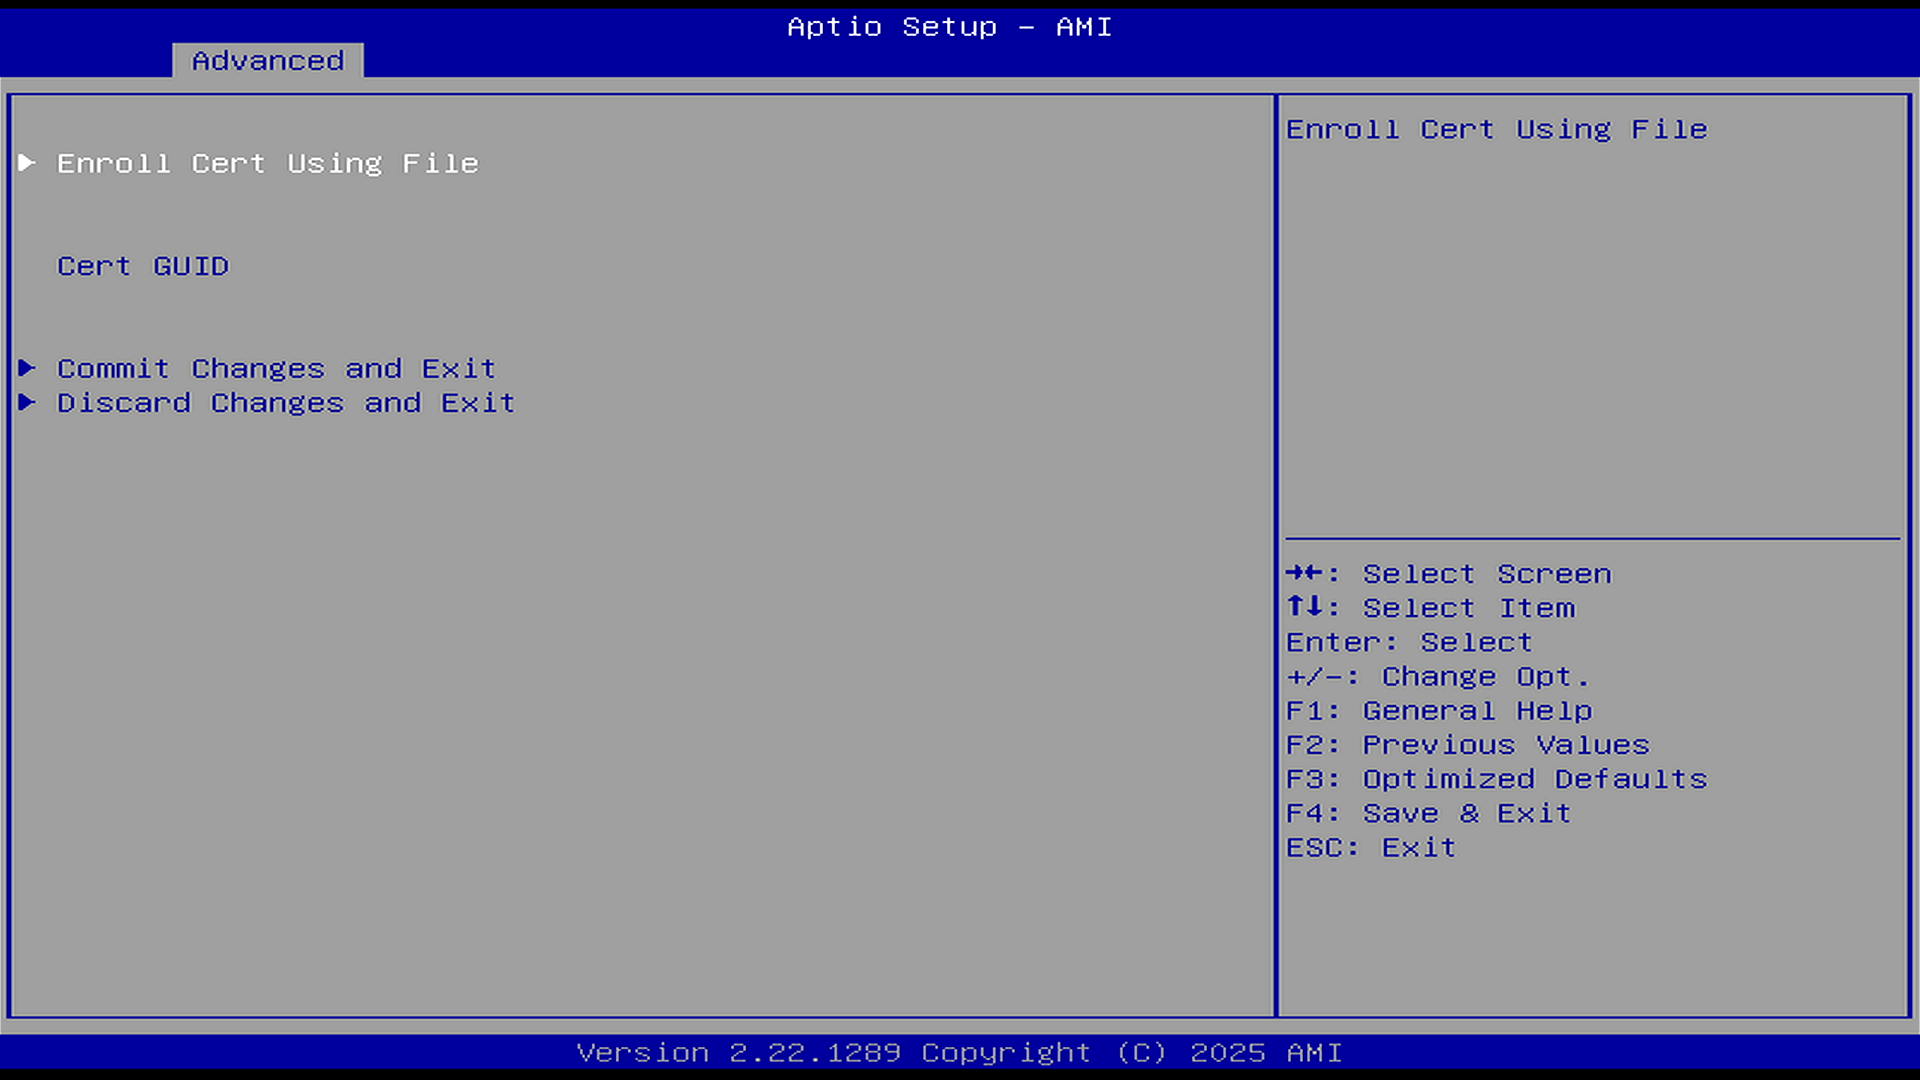 Aptio Setup - AMI
Advanced
► Enroll Cert Using File
Cert GUID
► Commit Changes and Exit
► Discard Changes and Exit
Enroll Cert Using File
→←: Select Screen
↑↓: Select Item
Enter: Select
+/-: Change Opt.
F1: General Help
F2: Previous Values
F3: Optimized Defaults
F4: Save & Exit
ESC: Exit
Version 2.22.1289 Copyright (C) 2025 AMI